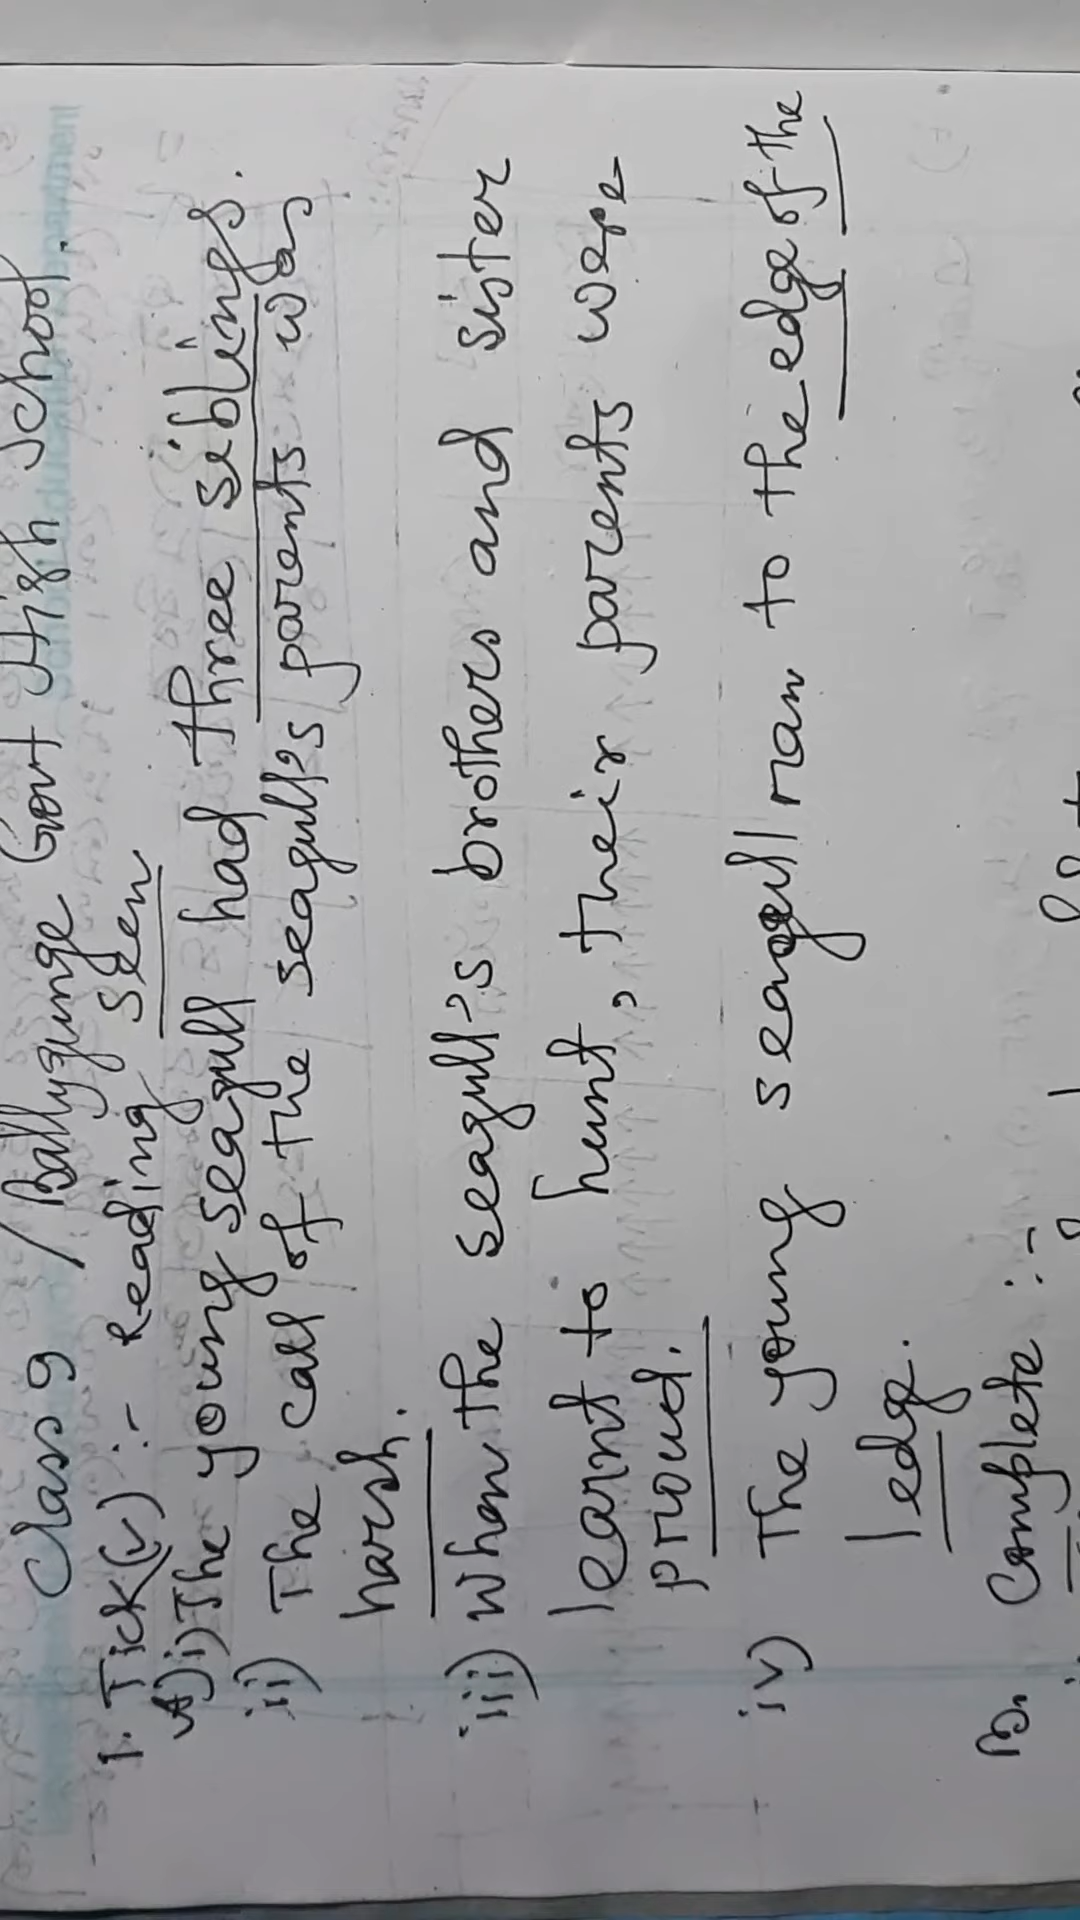 Class 9 / Ballygunge Govt High School.
1. Tick(v) :- Reading seen
A) i) The young seagull had three siblings.
ii) The call of the seagull's parents was
harsh.
iii) When the seagull's brothers and sister
learnt to hunt, their parents were
proud.
iv) The young seagull ran to the edge of the
ledge.
B. Complete :-